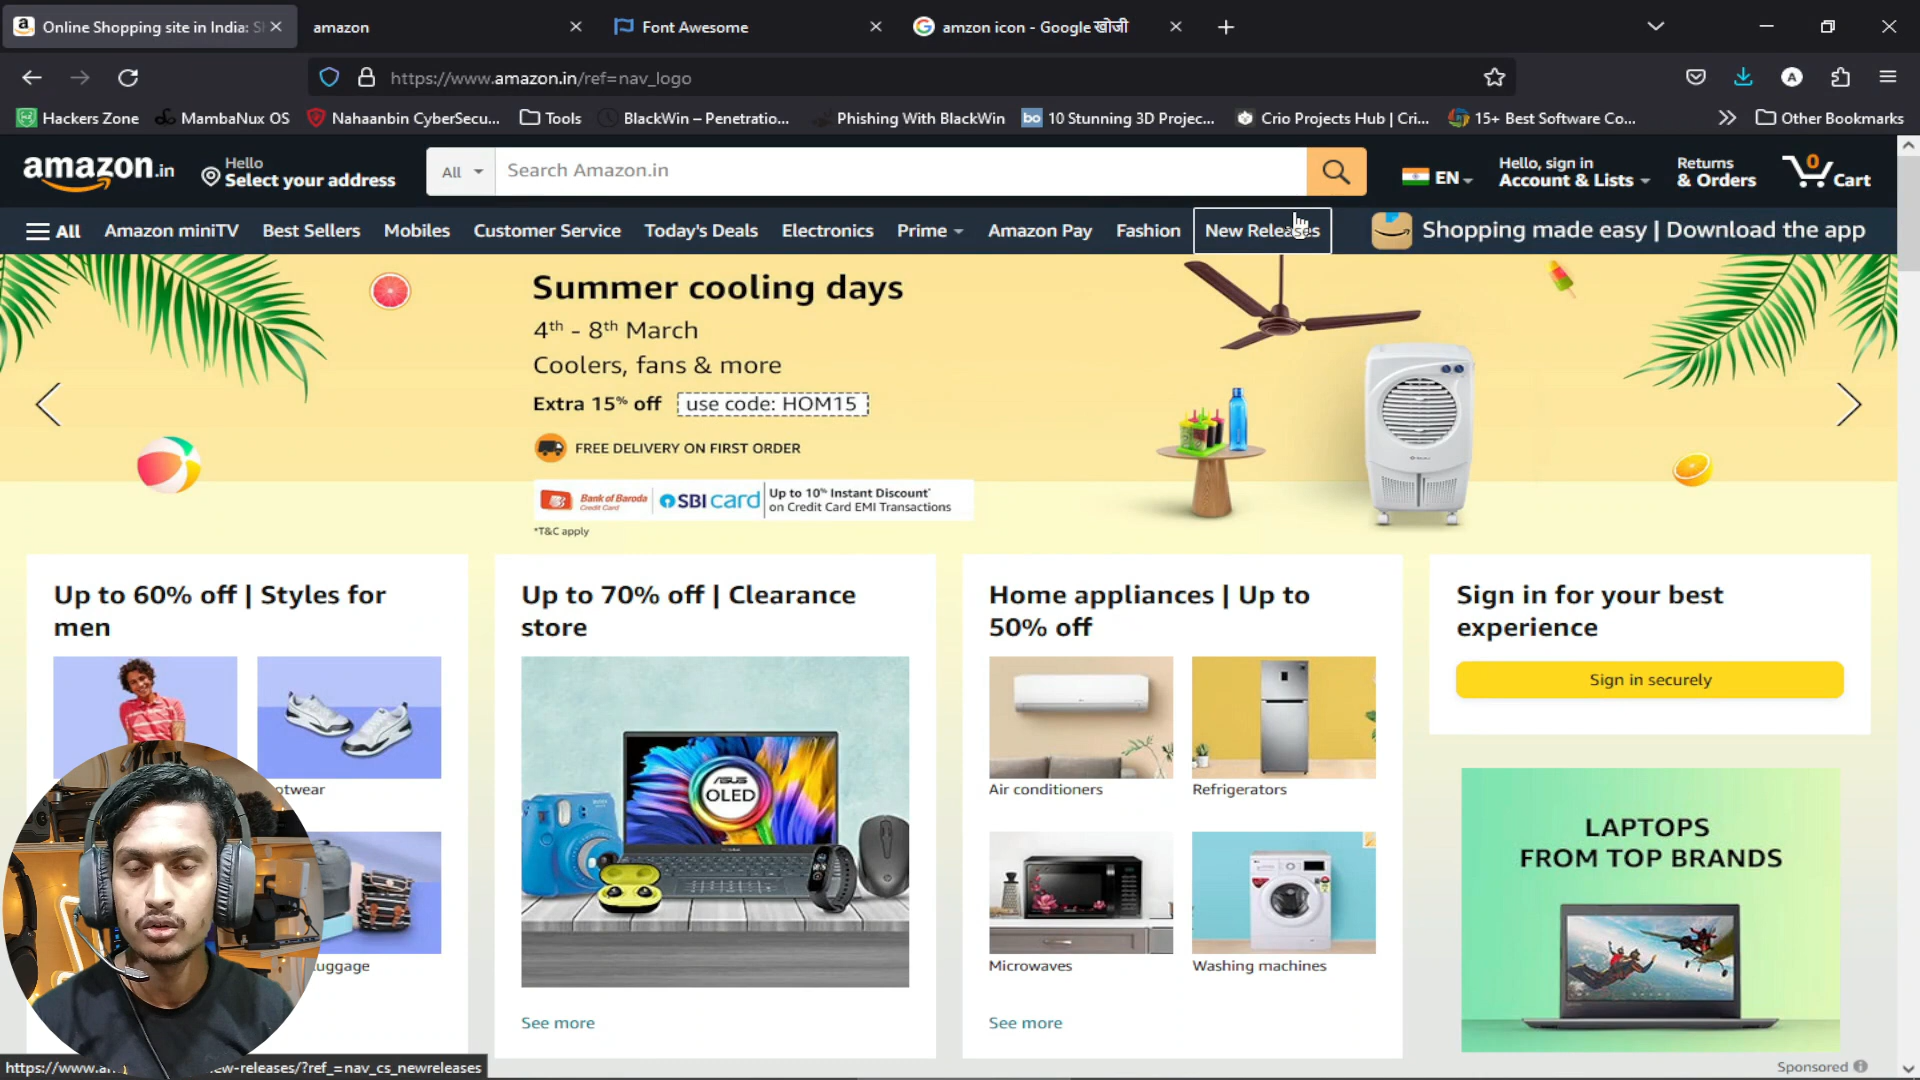 Online Shopping site in India: S
amazon
Font Awesome
amzon icon - Google खोजी
https://www.amazon.in/ref=nav_logo
Hackers Zone
MambaNux OS
Nahaanbin CyberSecu...
Tools
BlackWin – Penetratio...
Phishing With BlackWin
bo 10 Stunning 3D Projec...
Crio Projects Hub | Cri...
15+ Best Software Co...
Other Bookmarks
amazon.in
Hello
Select your address
All
Search Amazon.in
EN
Hello, sign in
Account & Lists
Returns
& Orders
0
Cart
All
Amazon miniTV
Best Sellers
Mobiles
Customer Service
Today's Deals
Electronics
Prime
Amazon Pay
Fashion
New Releases
Shopping made easy | Download the app
Summer cooling days
4th - 8th March
Coolers, fans & more
Extra 15% off use code: HOM15
FREE DELIVERY ON FIRST ORDER
Bank of Baroda
Credit Card
SBI card
Up to 10% Instant Discount*
on Credit Card EMI Transactions
*T&C apply
Up to 60% off | Styles for
men
otwear
uggage
Up to 70% off | Clearance
store
ASUS
OLED
See more
Home appliances | Up to
50% off
Air conditioners
Refrigerators
Microwaves
Washing machines
See more
Sign in for your best
experience
Sign in securely
LAPTOPS
FROM TOP BRANDS
Sponsored
https://www.a
w-releases/?ref_=nav_cs_newreleases